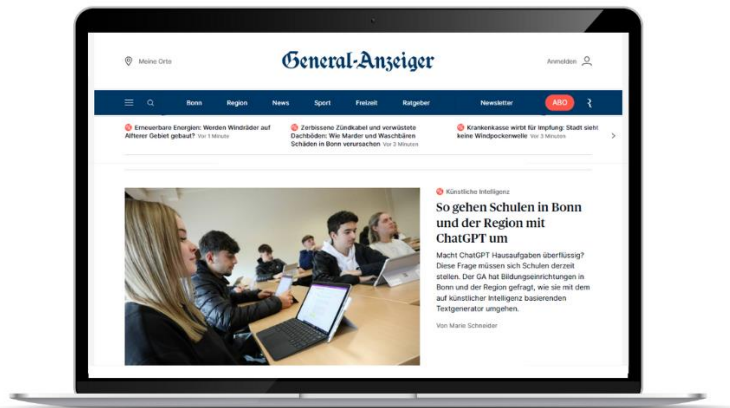 Meine Orte
General-Anzeiger
Anmelden
Bonn Region News Sport Freizeit Ratgeber Newsletter ABO
Erneuerbare Energien: Werden Windräder auf
Alfterer Gebiet gebaut? Vor 1 Minute
Zerbissene Zündkabel und verwüstete
Dachböden: Wie Marder und Waschbären
Schäden in Bonn verursachen Vor 2 Minuten
Krankenkasse wirbt für Impfung: Stadt sieht
keine Windpockenwelle Vor 3 Minuten
Künstliche Intelligenz
So gehen Schulen in Bonn
und der Region mit
ChatGPT um
Macht ChatGPT Hausaufgaben überflüssig?
Diese Frage müssen sich Schulen derzeit
stellen. Der GA hat Bildungseinrichtungen in
Bonn und der Region gefragt, wie sie mit dem
auf künstlicher Intelligenz basierenden
Textgenerator umgehen.
Von Marie Schneider